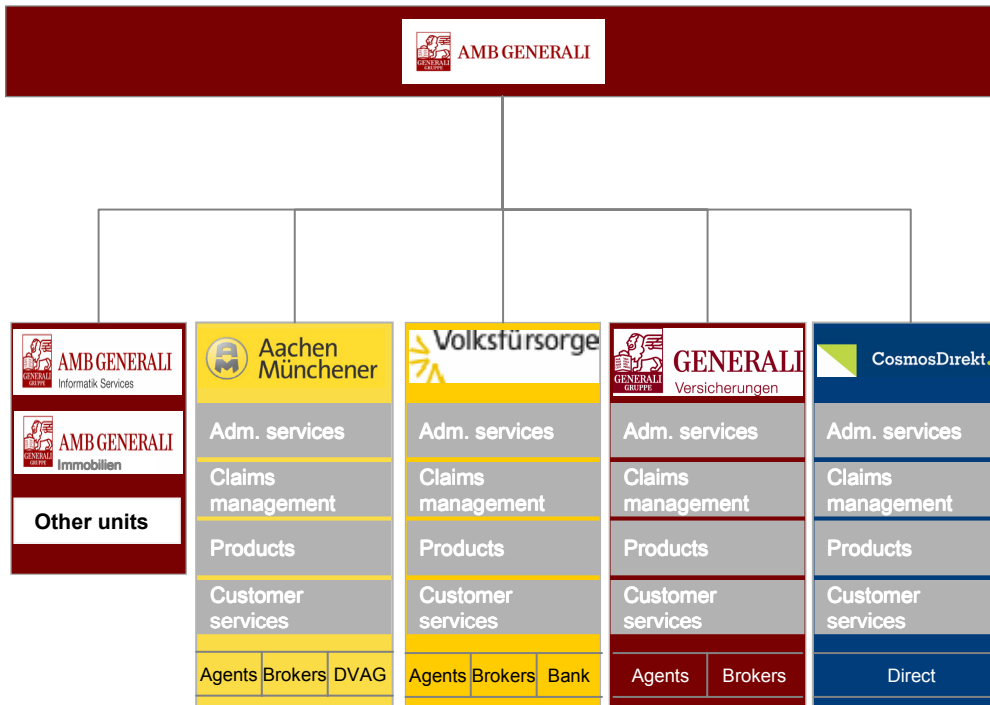 GENERALI
GRUPPE
AMB GENERALI
GENERALI
GRUPPE
AMB GENERALI
Informatik Services
GENERALI
GRUPPE
AMB GENERALI
Immobilien
Other units
Aachen
Münchener
Adm. services
Claims
management
Products
Customer
services
Agents Brokers DVAG
Volksfürsorge
Adm. services
Claims
management
Products
Customer
services
Agents Brokers Bank
GENERALI
GRUPPE
GENERALI
Versicherungen
Adm. services
Claims
management
Products
Customer
services
Agents Brokers
CosmosDirekt.
Adm. services
Claims
management
Products
Customer
services
Direct